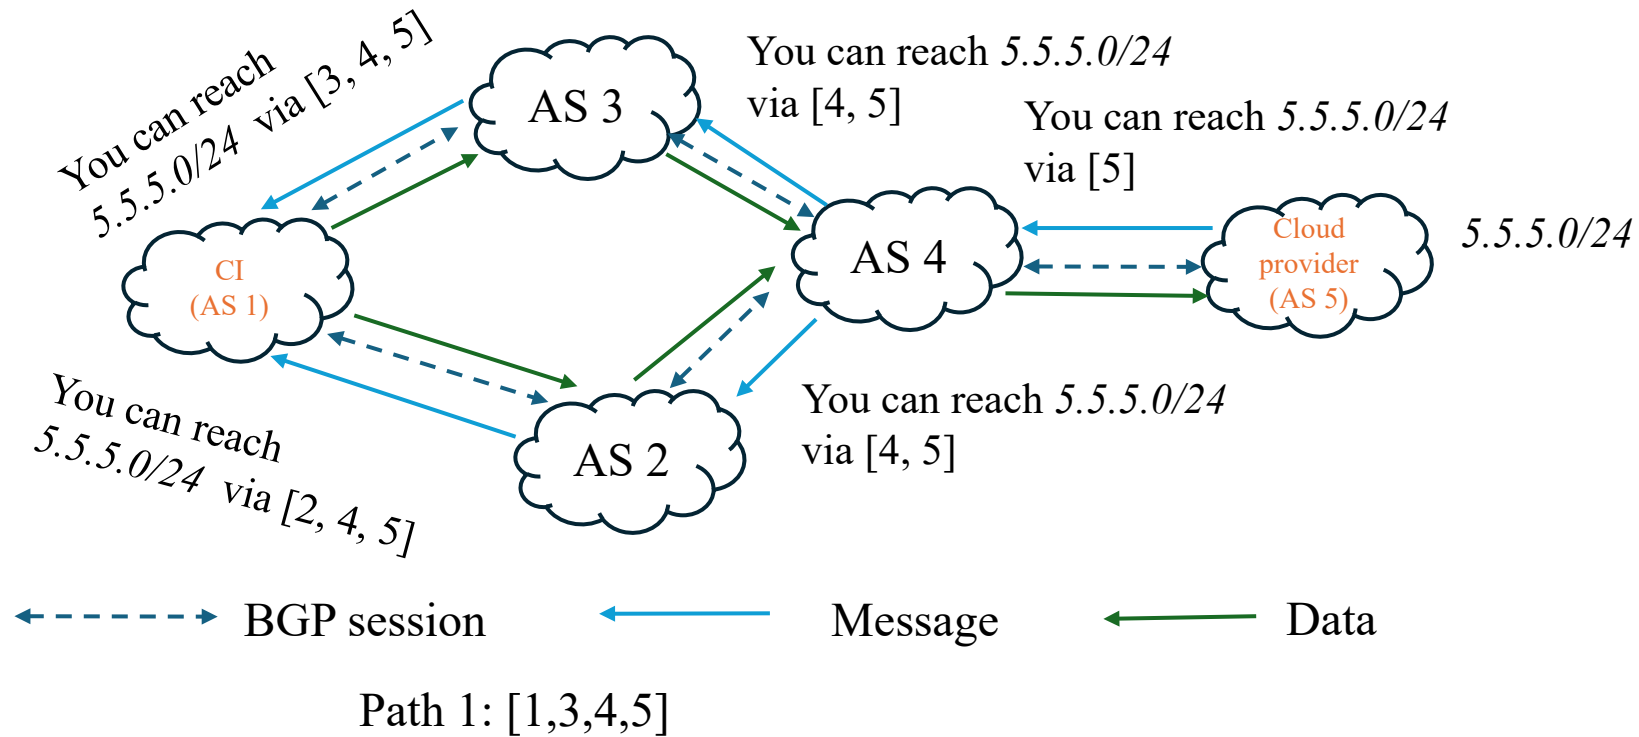 You can reach
5.5.5.0/24 via [3, 4, 5]
AS 3
You can reach 5.5.5.0/24
via [4, 5]
You can reach 5.5.5.0/24
via [5]
CI
(AS 1)
AS 4
Cloud
provider
(AS 5)
5.5.5.0/24
You can reach
5.5.5.0/24 via [2, 4, 5]
AS 2
You can reach 5.5.5.0/24
via [4, 5]
BGP session
Message
Data
Path 1: [1,3,4,5]